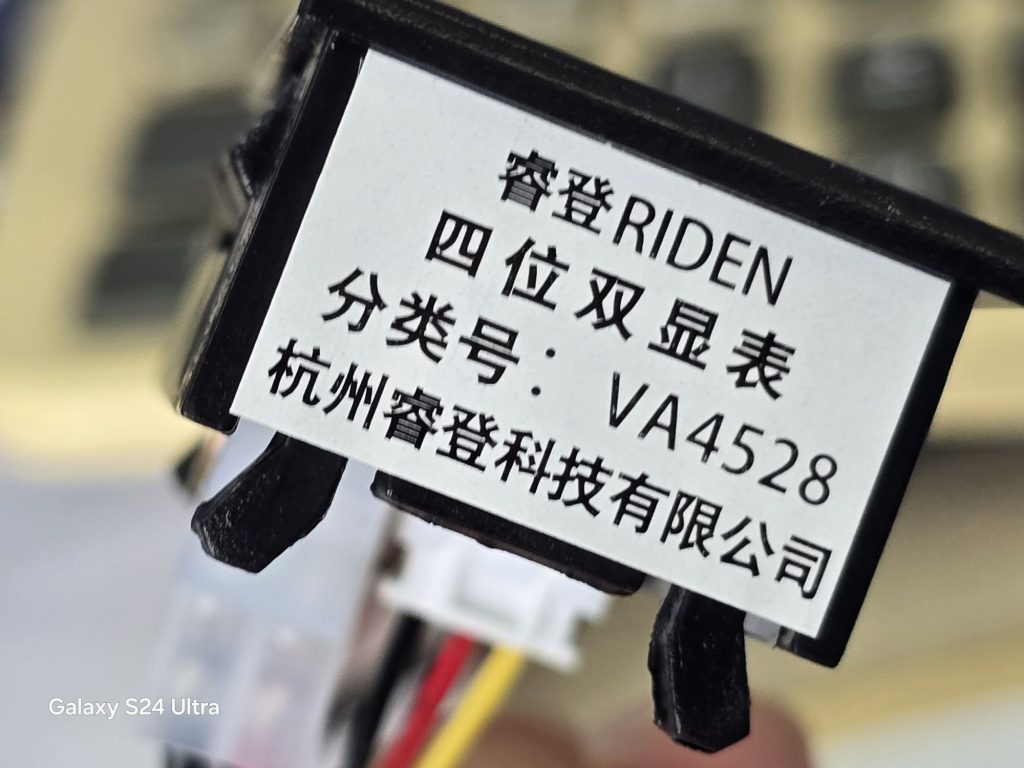 睿登RIDEN
四位双显表
分类号：VA4528
杭州睿登科技有限公司
Galaxy S24 Ultra